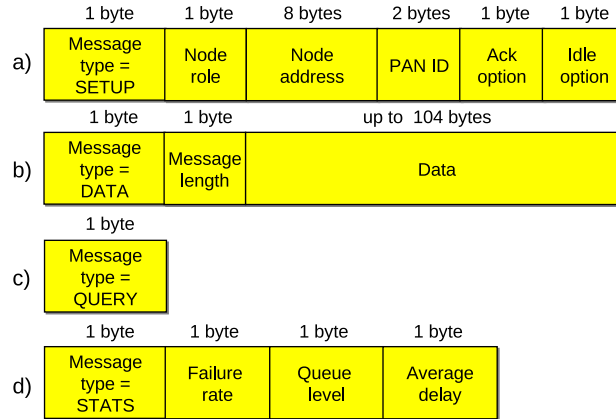 1 byte 1 byte 8 bytes 2 bytes 1 byte 1 byte
a) Message type = SETUP Node role Node address PAN ID Ack option Idle option
1 byte 1 byte up to 104 bytes
b) Message type = DATA Message length Data
1 byte
c) Message type = QUERY
1 byte 1 byte 1 byte 1 byte
d) Message type = STATS Failure rate Queue level Average delay